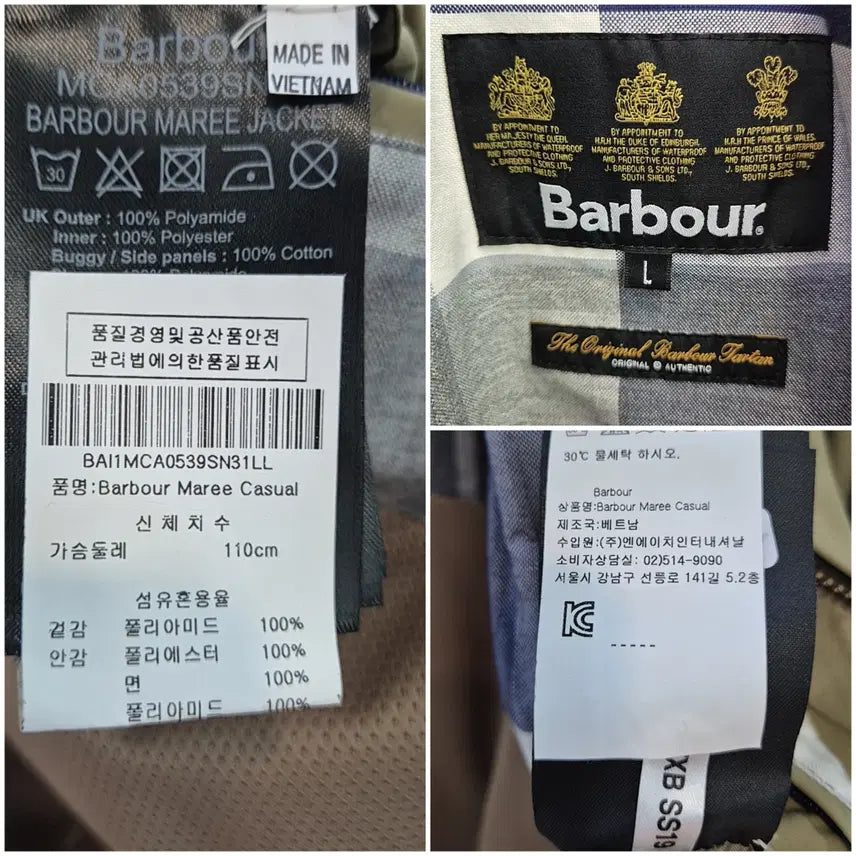 Barbour
MADE IN
VIETNAM
MCA0539SN
BARBOUR MAREE JACKET
30
UK Outer : 100% Polyamide
Inner : 100% Polyester
Buggy / Side panels : 100% Cotton
품질경영및공산품안전
관리법에의한품질표시
BAI1MCA0539SN31LL
품명:Barbour Maree Casual
신체치수
가슴둘레 110cm
섬유혼용율
겉감 폴리아미드 100%
안감 폴리에스터 100%
면 100%
폴리아미드 100%
BY APPOINTMENT TO
HER MAJESTY THE QUEEN
MANUFACTURERS OF WATERPROOF
AND PROTECTIVE CLOTHING
J. BARBOUR & SONS LTD.,
SOUTH SHIELDS.
BY APPOINTMENT TO
H.R.H THE DUKE OF EDINBURGH
MANUFACTURERS OF WATERPROOF
AND PROTECTIVE CLOTHING
J. BARBOUR & SONS LTD.,
SOUTH SHIELDS.
BY APPOINTMENT TO
H.R.H THE PRINCE OF WALES.
MANUFACTURERS OF WATERPROOF
AND PROTECTIVE CLOTHING
J. BARBOUR & SONS LTD.,
SOUTH SHIELDS.
Barbour
L
The Original Barbour Tartan
ORIGINAL & AUTHENTIC
30℃ 물세탁 하시오.
Barbour
상품명:Barbour Maree Casual
제조국:베트남
수입원:(주)엔에이치인터내셔날
소비자상담실: 02)514-9090
서울시 강남구 선릉로 141길 5.2층
KC
-----
XB SS19